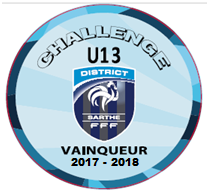 CHALLENGE
U13
DISTRICT
SARTHE
FFF
VAINQUEUR
2017 - 2018